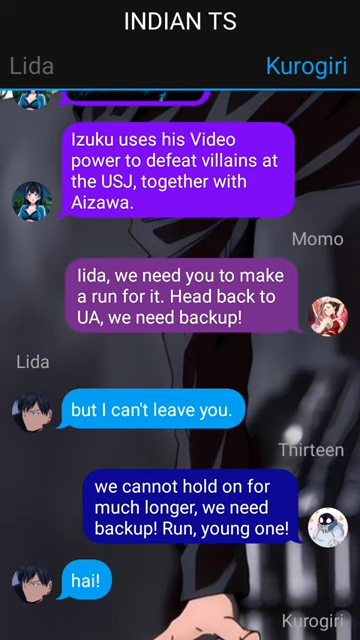 INDIAN TS
Lida
Kurogiri
Izuku uses his Video
power to defeat villains at
the USJ, together with
Aizawa.
Momo
Iida, we need you to make
a run for it. Head back to
UA, we need backup!
Lida
but I can't leave you.
Thirteen
we cannot hold on for
much longer, we need
backup! Run, young one!
hai!
Kurogiri